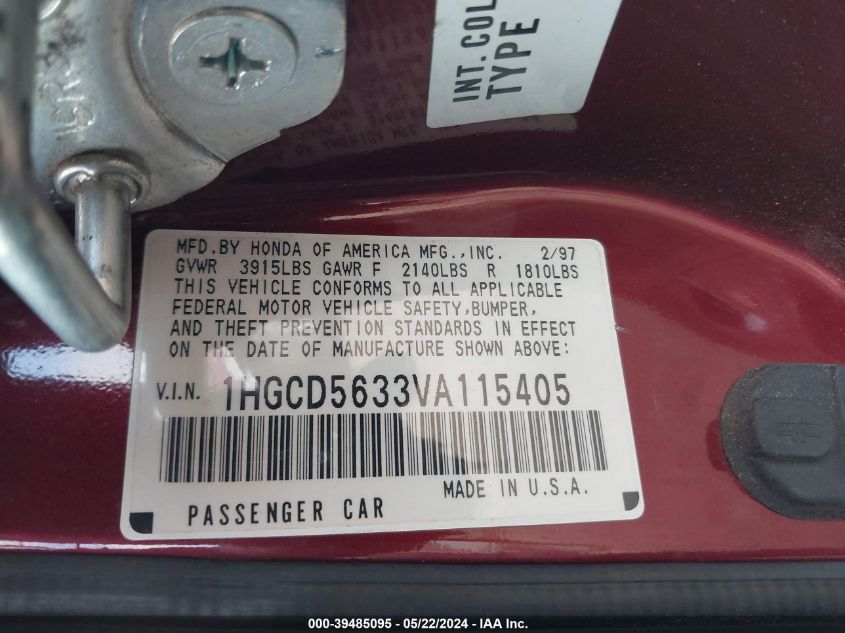 INT. COL
TYPE
MFD.BY HONDA OF AMERICA MFG.,INC. 2/97
GVWR 3915LBS GAWR F 2140LBS R 1810LBS
THIS VEHICLE CONFORMS TO ALL APPLICABLE
FEDERAL MOTOR VEHICLE SAFETY,BUMPER,
AND THEFT PREVENTION STANDARDS IN EFFECT
ON THE DATE OF MANUFACTURE SHOWN ABOVE:
V.I.N. 1HGCD5633VA115405
PASSENGER CAR MADE IN U.S.A.
000-39485095 - 05/22/2024 - IAA Inc.